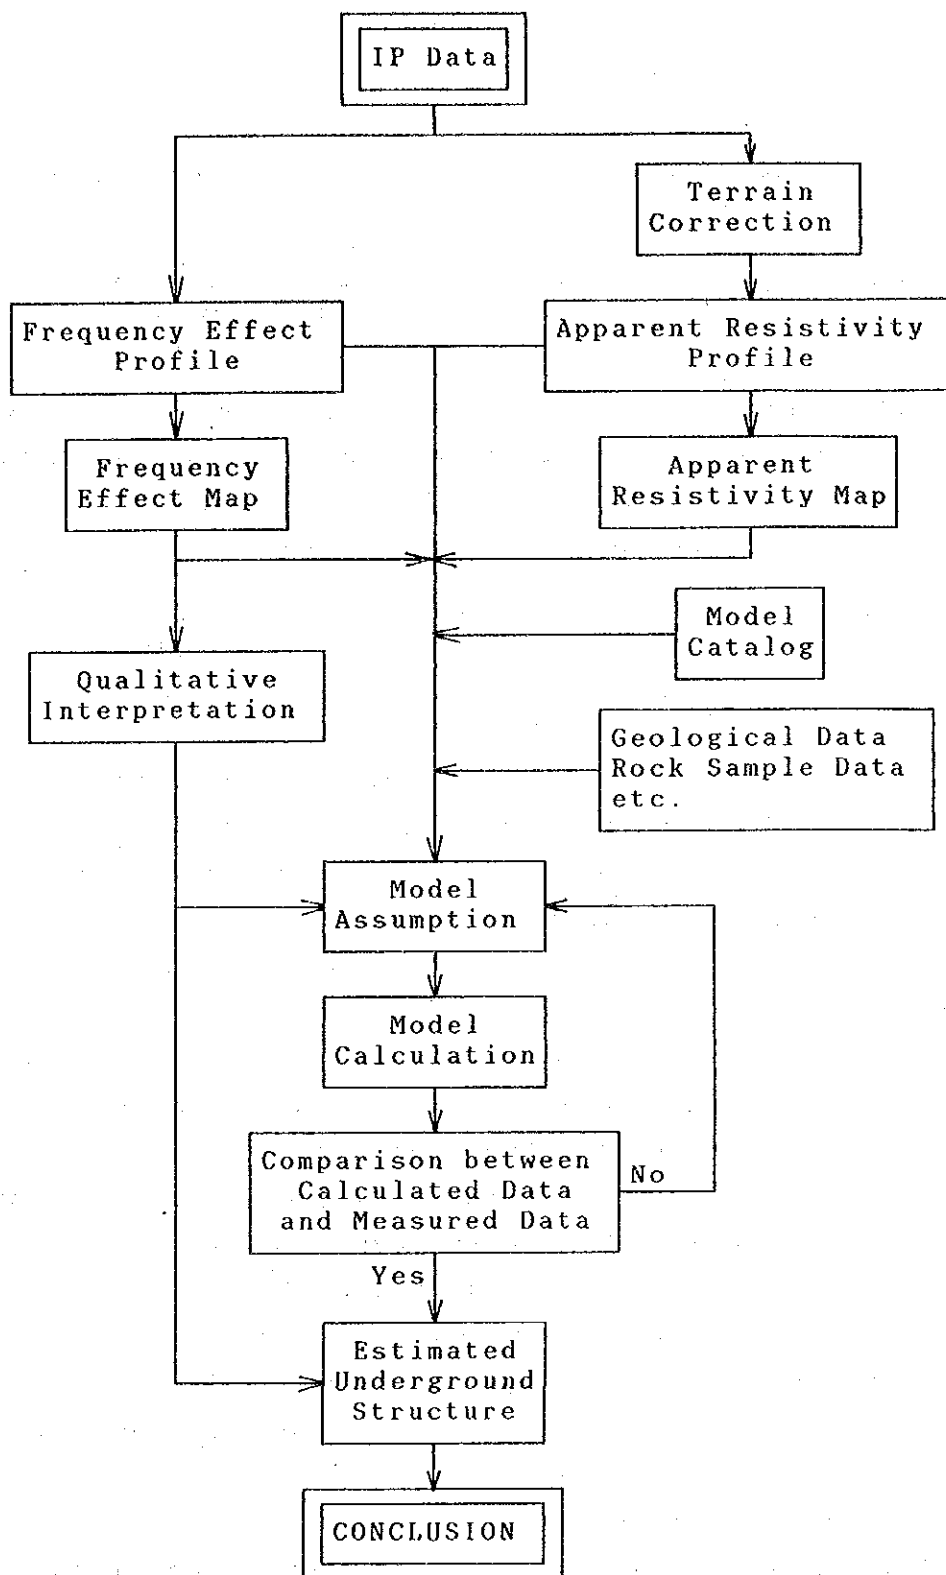 IP Data
Terrain
Correction
Frequency Effect
Profile
Apparent Resistivity
Profile
Frequency
Effect Map
Apparent
Resistivity Map
Model
Catalog
Qualitative
Interpretation
Geological Data
Rock Sample Data
etc.
Model
Assumption
Model
Calculation
Comparison between
Calculated Data
and Measured Data
No
Yes
Estimated
Underground
Structure
CONCLUSION